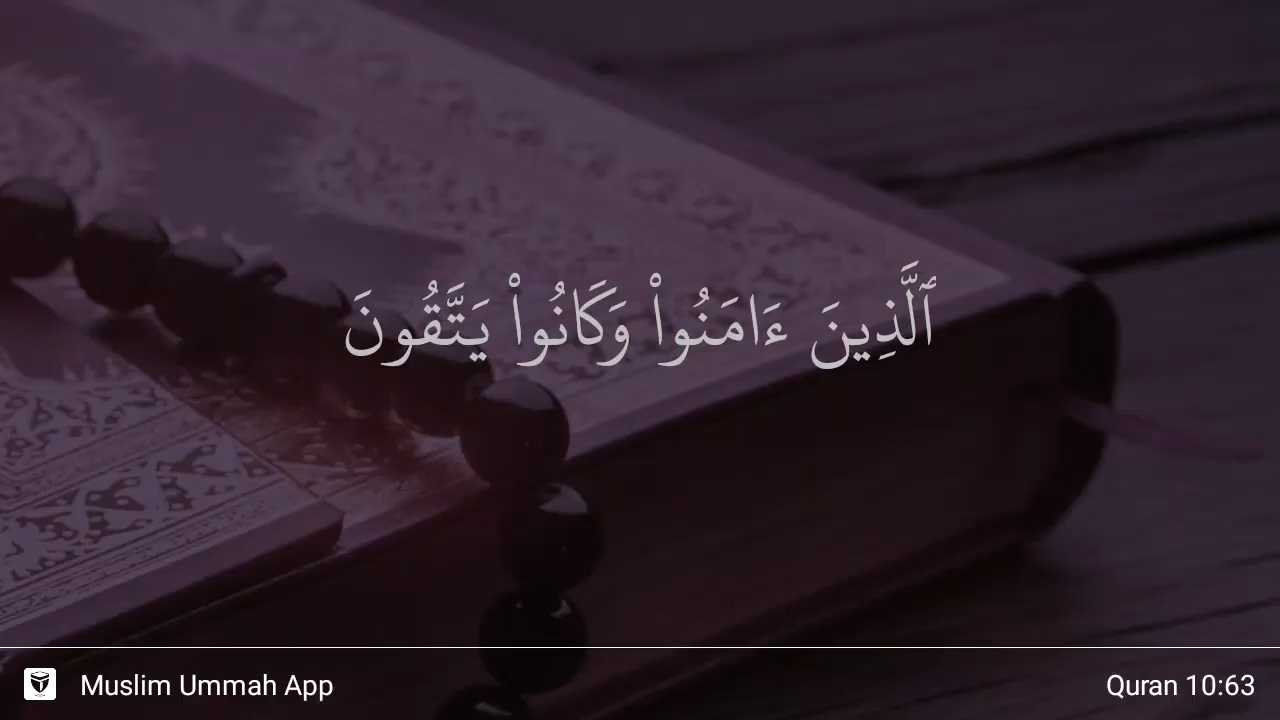 ٱلَّذِينَ ءَامَنُوا۟ وَكَانُوا۟ يَتَّقُونَ
Muslim Ummah App
Quran 10:63